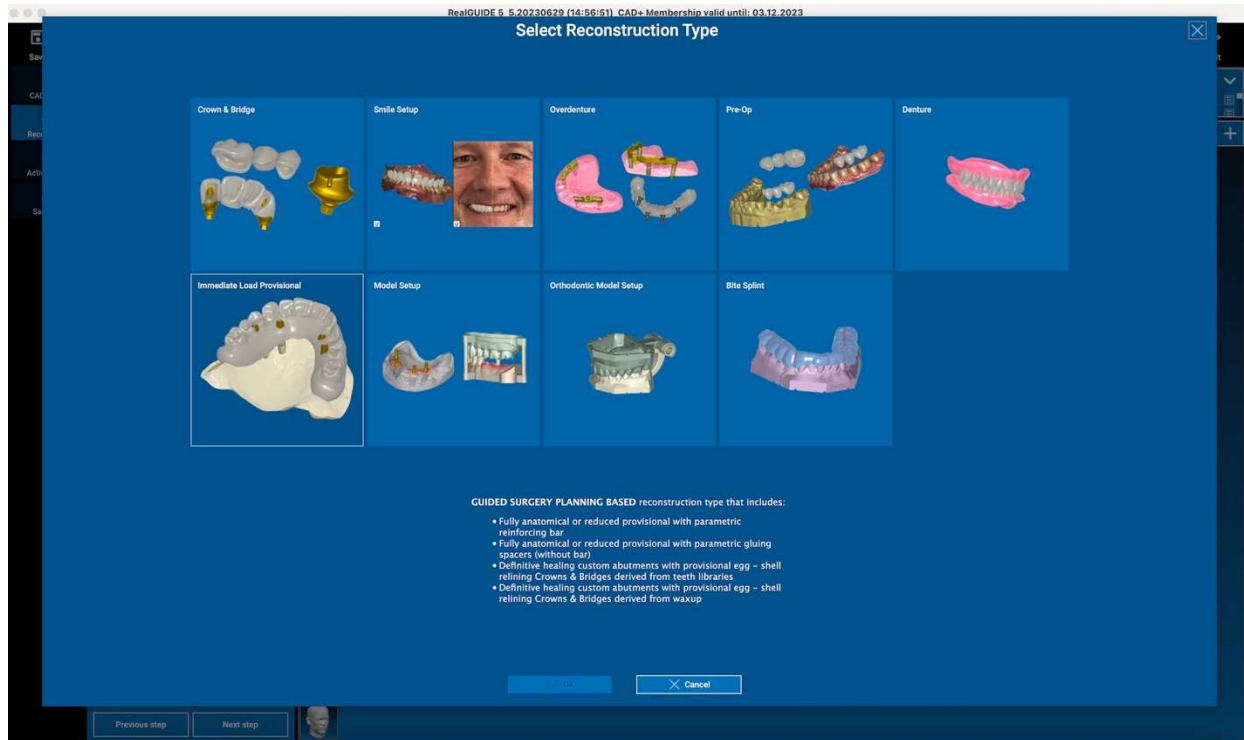 RealGUIDE 5 5.20230629 (14:56:51) CAD+ Membership valid until: 03.12.2023
Select Reconstruction Type
Crown & Bridge
Smile Setup
Overdenture
Pre-Op
Denture
Immediate Load Provisional
Model Setup
Orthodontic Model Setup
Bite Splint
GUIDED SURGERY PLANNING BASED reconstruction type that includes:
• Fully anatomical or reduced provisional with parametric
reinforcing bar
• Fully anatomical or reduced provisional with parametric gluing
spacers (without bar)
• Definitive healing custom abutments with provisional egg – shell
relining Crowns & Bridges derived from teeth libraries
• Definitive healing custom abutments with provisional egg – shell
relining Crowns & Bridges derived from waxup
OK
Cancel
Previous step
Next step